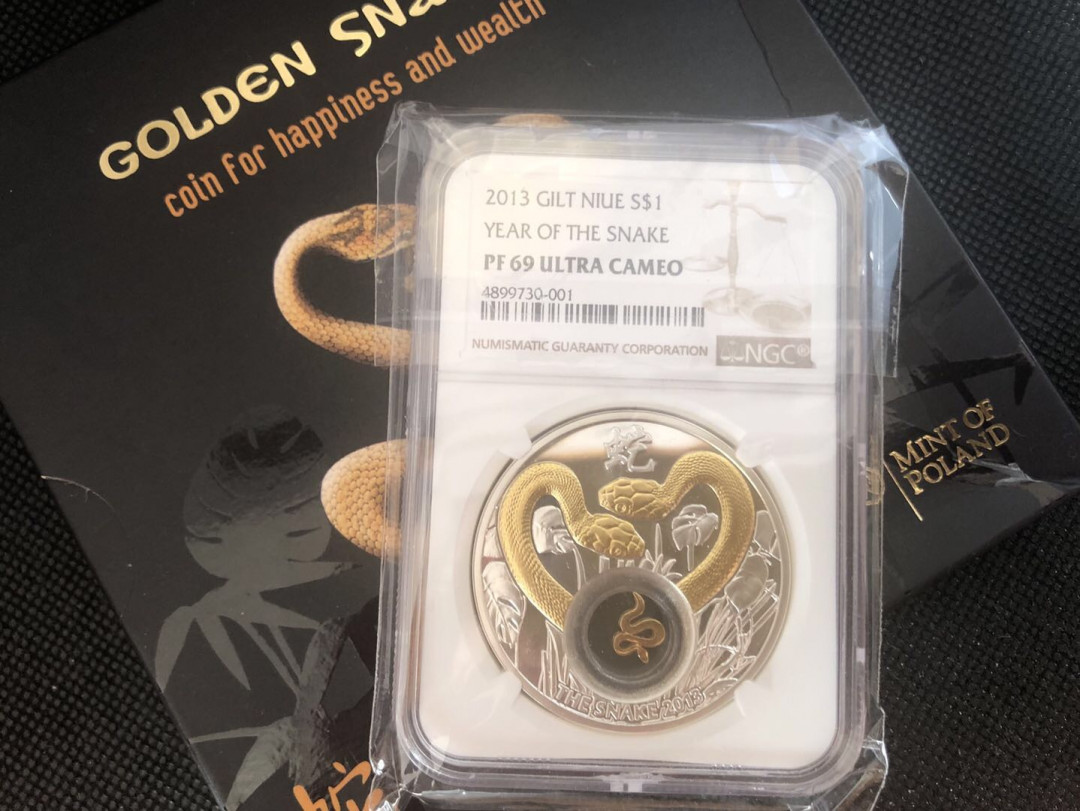 GOLDEN
coin for happiness and wealth
2013 GILT NIUE S$1
YEAR OF THE SNAKE
PF 69 ULTRA CAMEO
4899730-001
NUMISMATIC GUARANTY CORPORATION
NGC®
MINT OF
POLAND
蛇
THE SNAKE 2013